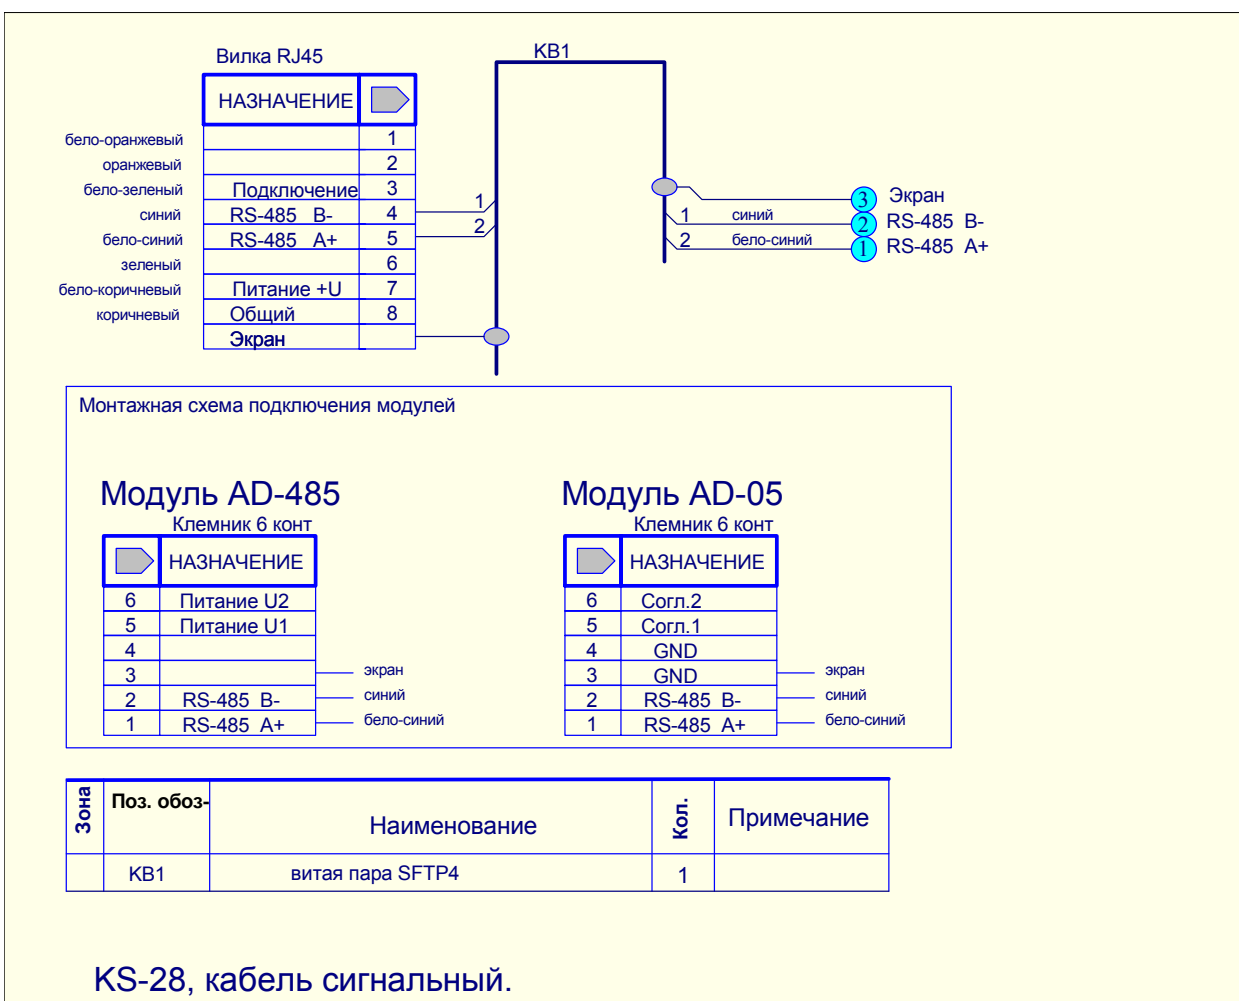 Вилка RJ45
KB1
НАЗНАЧЕНИЕ
бело-оранжевый 1
оранжевый 2
бело-зеленый Подключение 3
синий RS-485 B- 4 1
бело-синий RS-485 A+ 5 2
зеленый 6
бело-коричневый Питание +U 7
коричневый Общий 8
Экран
3 Экран
1 синий 2 RS-485 B-
2 бело-синий 1 RS-485 A+
Монтажная схема подключения модулей
Модуль AD-485
Клемник 6 конт
НАЗНАЧЕНИЕ
6 Питание U2
5 Питание U1
4
3 экран
2 RS-485 B- синий
1 RS-485 A+ бело-синий
Модуль AD-05
Клемник 6 конт
НАЗНАЧЕНИЕ
6 Согл.2
5 Согл.1
4 GND
3 GND экран
2 RS-485 B- синий
1 RS-485 A+ бело-синий
Зона Поз. обоз- Наименование Кол. Примечание
KB1 витая пара SFTP4 1
KS-28, кабель сигнальный.